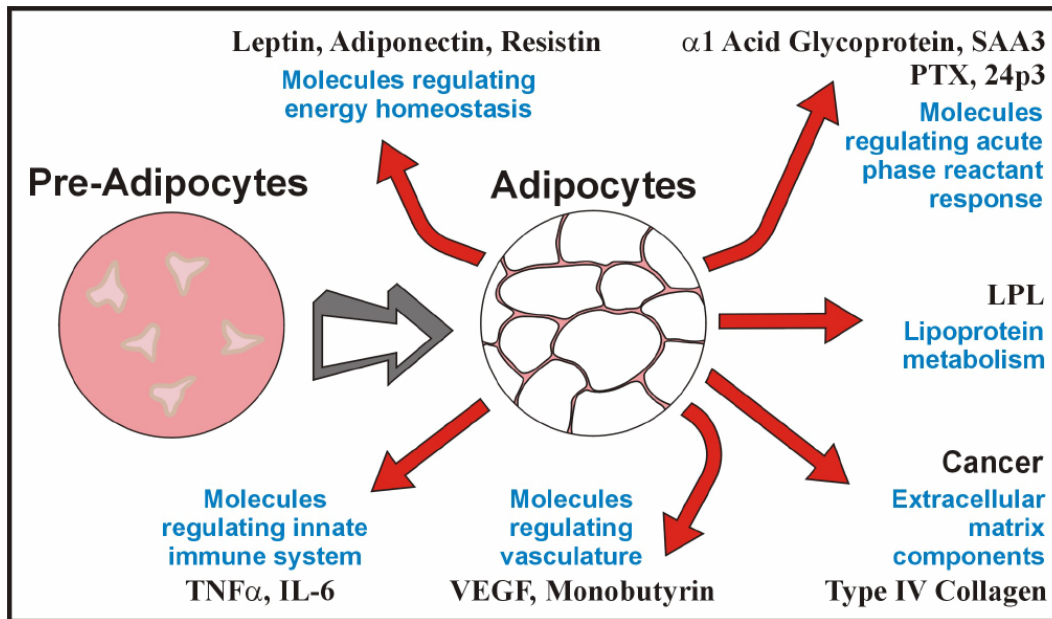 Leptin, Adiponectin, Resistin
Molecules regulating
energy homeostasis
α1 Acid Glycoprotein, SAA3
PTX, 24p3
Molecules
regulating acute
phase reactant
response
Pre-Adipocytes
Adipocytes
LPL
Lipoprotein
metabolism
Molecules
regulating innate
immune system
TNFα, IL-6
Molecules
regulating
vasculature
VEGF, Monobutyrin
Cancer
Extracellular
matrix
components
Type IV Collagen